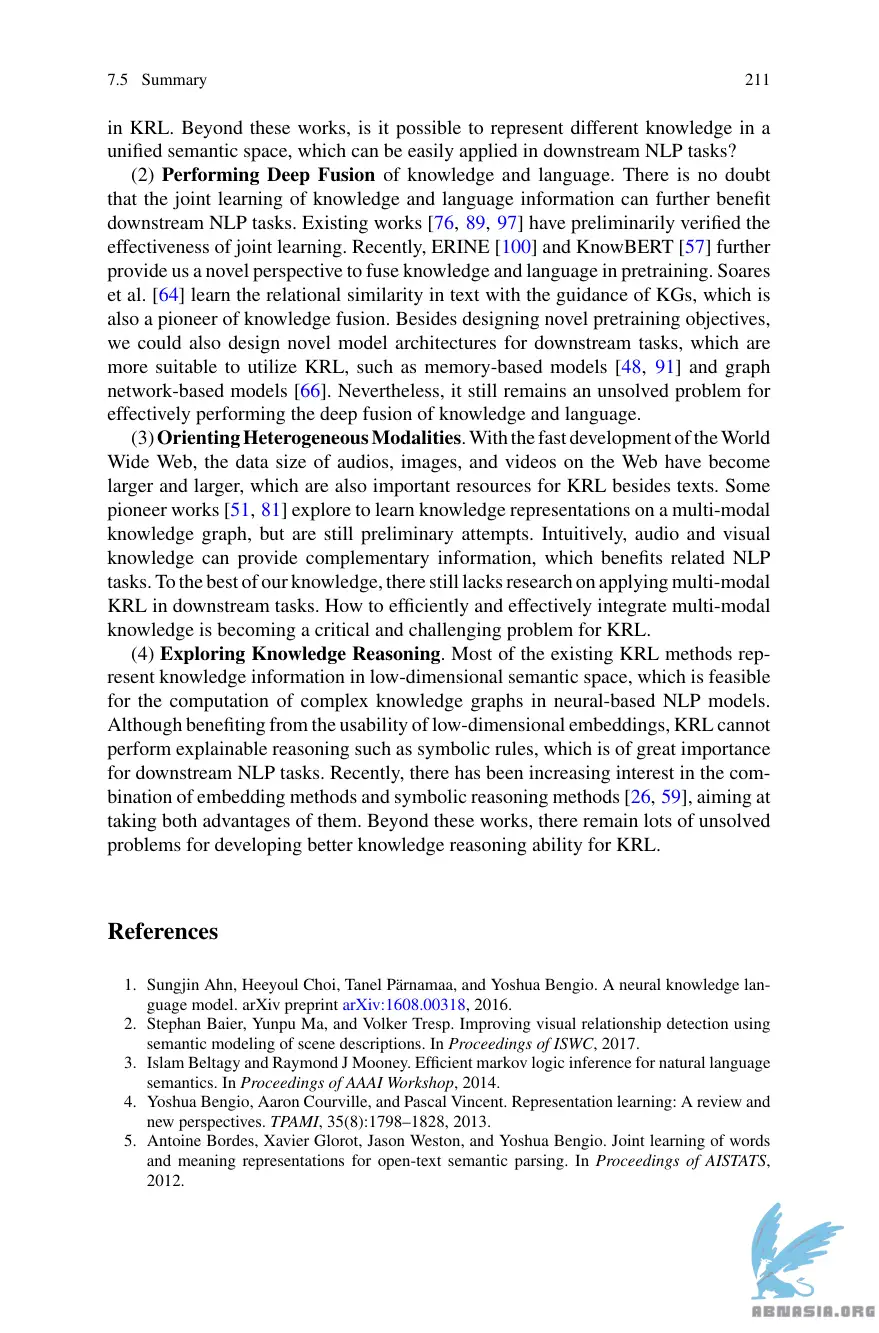 7.5 Summary 211
in KRL. Beyond these works, is it possible to represent different knowledge in a
unified semantic space, which can be easily applied in downstream NLP tasks?
(2) Performing Deep Fusion of knowledge and language. There is no doubt
that the joint learning of knowledge and language information can further benefit
downstream NLP tasks. Existing works [76, 89, 97] have preliminarily verified the
effectiveness of joint learning. Recently, ERINE [100] and KnowBERT [57] further
provide us a novel perspective to fuse knowledge and language in pretraining. Soares
et al. [64] learn the relational similarity in text with the guidance of KGs, which is
also a pioneer of knowledge fusion. Besides designing novel pretraining objectives,
we could also design novel model architectures for downstream tasks, which are
more suitable to utilize KRL, such as memory-based models [48, 91] and graph
network-based models [66]. Nevertheless, it still remains an unsolved problem for
effectively performing the deep fusion of knowledge and language.
(3) Orienting Heterogeneous Modalities. With the fast development of the World
Wide Web, the data size of audios, images, and videos on the Web have become
larger and larger, which are also important resources for KRL besides texts. Some
pioneer works [51, 81] explore to learn knowledge representations on a multi-modal
knowledge graph, but are still preliminary attempts. Intuitively, audio and visual
knowledge can provide complementary information, which benefits related NLP
tasks. To the best of our knowledge, there still lacks research on applying multi-modal
KRL in downstream tasks. How to efficiently and effectively integrate multi-modal
knowledge is becoming a critical and challenging problem for KRL.
(4) Exploring Knowledge Reasoning. Most of the existing KRL methods rep-
resent knowledge information in low-dimensional semantic space, which is feasible
for the computation of complex knowledge graphs in neural-based NLP models.
Although benefiting from the usability of low-dimensional embeddings, KRL cannot
perform explainable reasoning such as symbolic rules, which is of great importance
for downstream NLP tasks. Recently, there has been increasing interest in the com-
bination of embedding methods and symbolic reasoning methods [26, 59], aiming at
taking both advantages of them. Beyond these works, there remain lots of unsolved
problems for developing better knowledge reasoning ability for KRL.
References
1. Sungjin Ahn, Heeyoul Choi, Tanel Pärnamaa, and Yoshua Bengio. A neural knowledge lan-
guage model. arXiv preprint arXiv:1608.00318, 2016.
2. Stephan Baier, Yunpu Ma, and Volker Tresp. Improving visual relationship detection using
semantic modeling of scene descriptions. In Proceedings of ISWC, 2017.
3. Islam Beltagy and Raymond J Mooney. Efficient markov logic inference for natural language
semantics. In Proceedings of AAAI Workshop, 2014.
4. Yoshua Bengio, Aaron Courville, and Pascal Vincent. Representation learning: A review and
new perspectives. TPAMI, 35(8):1798–1828, 2013.
5. Antoine Bordes, Xavier Glorot, Jason Weston, and Yoshua Bengio. Joint learning of words
and meaning representations for open-text semantic parsing. In Proceedings of AISTATS,
2012.
ABNASIA.ORG